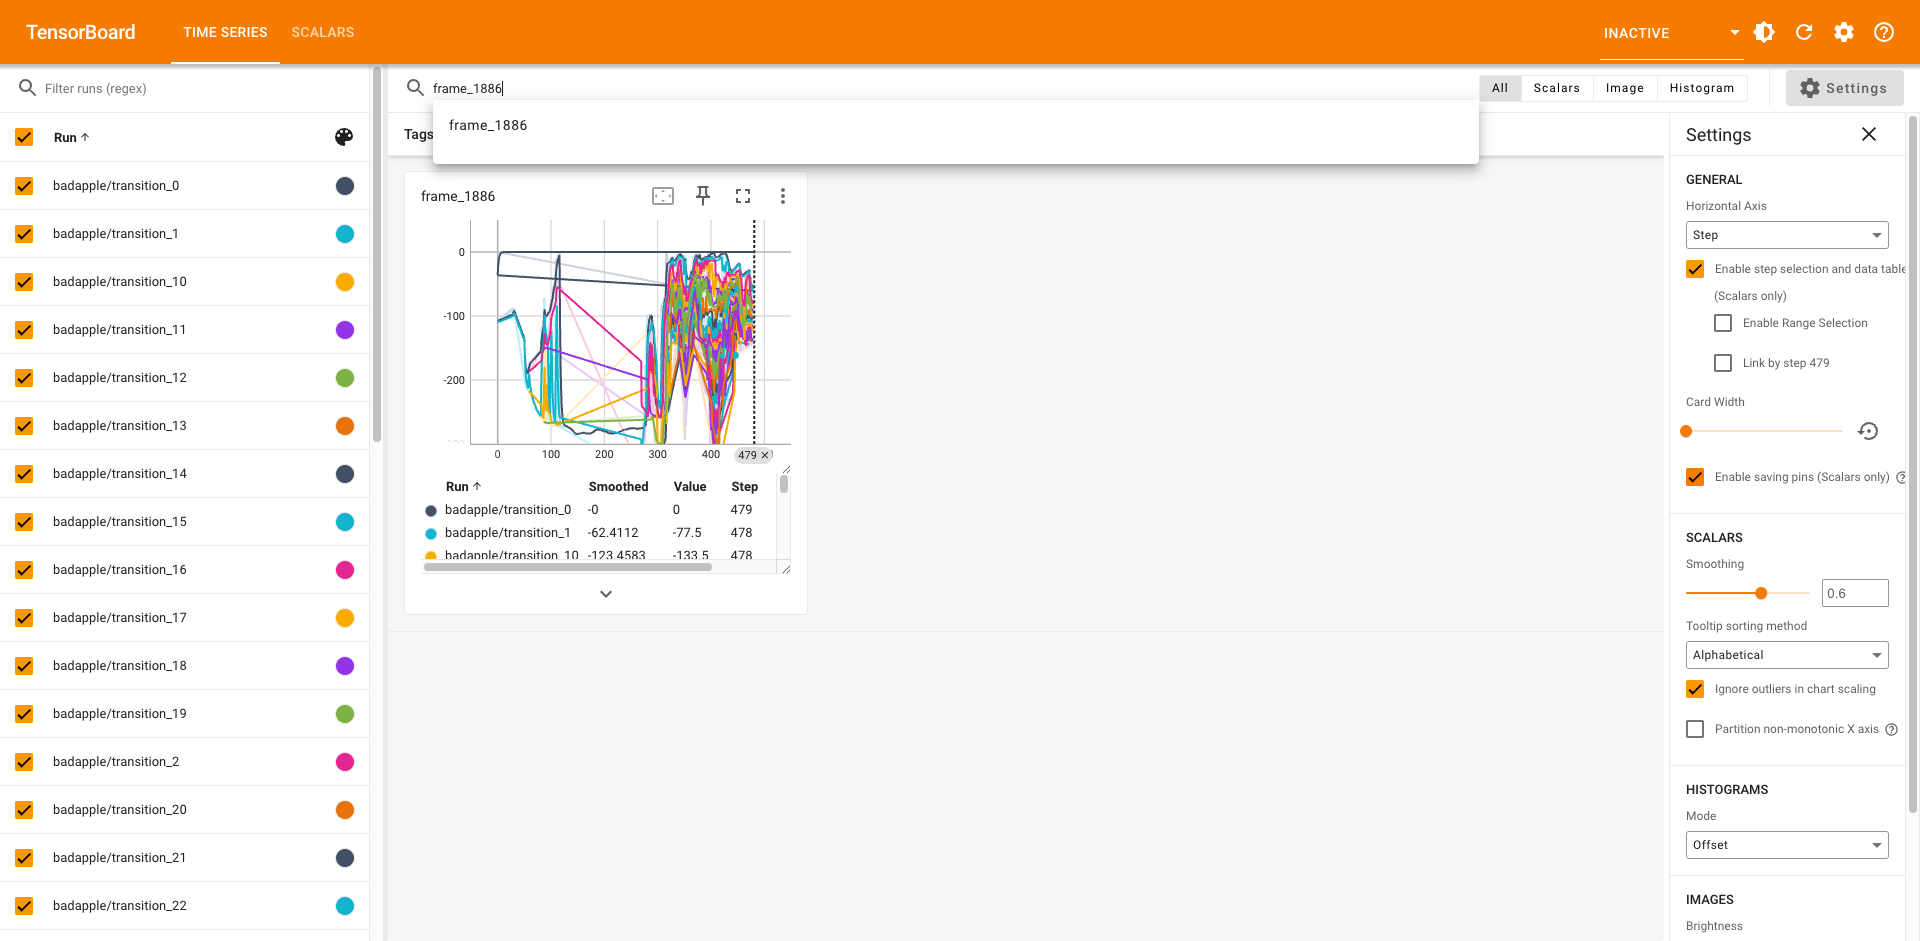 TensorBoard TIME SERIES SCALARS INACTIVE
Filter runs (regex)
Run
badapple/transition_0
badapple/transition_1
badapple/transition_10
badapple/transition_11
badapple/transition_12
badapple/transition_13
badapple/transition_14
badapple/transition_15
badapple/transition_16
badapple/transition_17
badapple/transition_18
badapple/transition_19
badapple/transition_2
badapple/transition_20
badapple/transition_21
badapple/transition_22
frame_1886
All Scalars Image Histogram Settings
frame_1886
Tags
frame_1886
0
-100
-200
0 100 200 300 400 479
Run Smoothed Value Step
badapple/transition_0 -0 0 479
badapple/transition_1 -62.4112 -77.5 478
badapple/transition_10 -123.4583 -133.5 478
Settings
GENERAL
Horizontal Axis
Step
Enable step selection and data table
(Scalars only)
Enable Range Selection
Link by step 479
Card Width
Enable saving pins (Scalars only)
SCALARS
Smoothing
0.6
Tooltip sorting method
Alphabetical
Ignore outliers in chart scaling
Partition non-monotonic X axis
HISTOGRAMS
Mode
Offset
IMAGES
Brightness